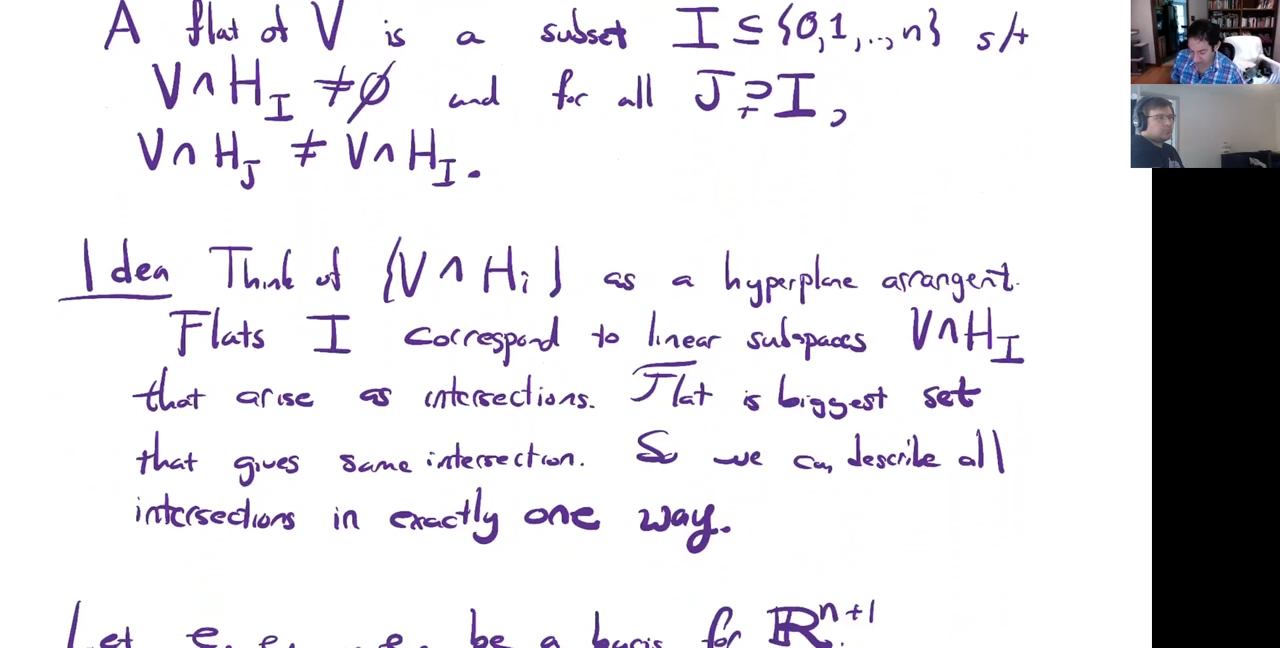 A flat of V is a subset I ⊆ {0,1,..,n} s/t
V ∩ H_I ≠ ∅ and for all J ⊋ I,
V ∩ H_J ≠ V ∩ H_I.
Idea Think of {V ∩ H_i} as a hyperplane arrangent.
Flats I correspond to linear subspaces V ∩ H_I
that arise as intersections. Flat is biggest set
that gives same intersection. So we can describe all
intersections in exactly one way.
Let be a basis for ℝ^{n+1}